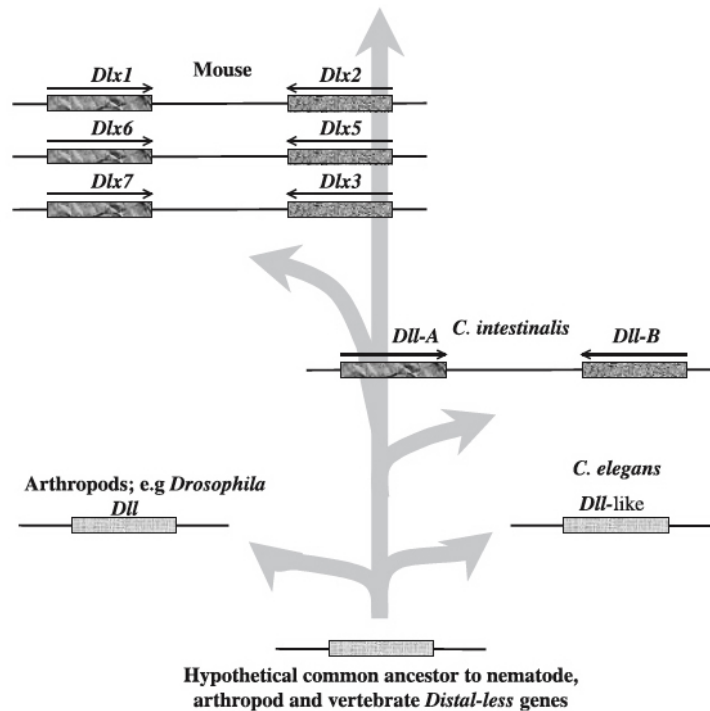 Dlx1 Mouse Dlx2
Dlx6 Dlx5
Dlx7 Dlx3
Dll-A C. intestinalis Dll-B
Arthropods; e.g Drosophila
Dll
C. elegans
Dll-like
Hypothetical common ancestor to nematode,
arthropod and vertebrate Distal-less genes